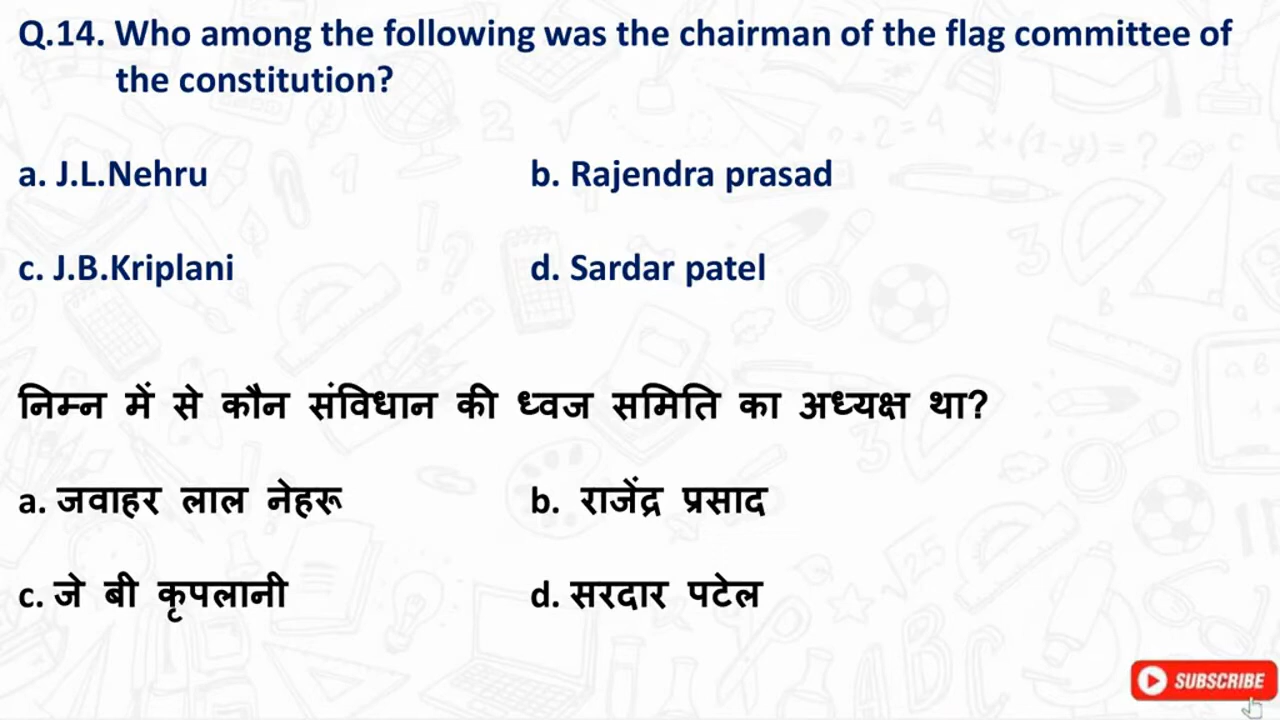 Q.14. Who among the following was the chairman of the flag committee of
the constitution?
a. J.L.Nehru b. Rajendra prasad
c. J.B.Kriplani d. Sardar patel
निम्न में से कौन संविधान की ध्वज समिति का अध्यक्ष था?
a. जवाहर लाल नेहरू b. राजेंद्र प्रसाद
c. जे बी कृपलानी d. सरदार पटेल
SUBSCRIBE